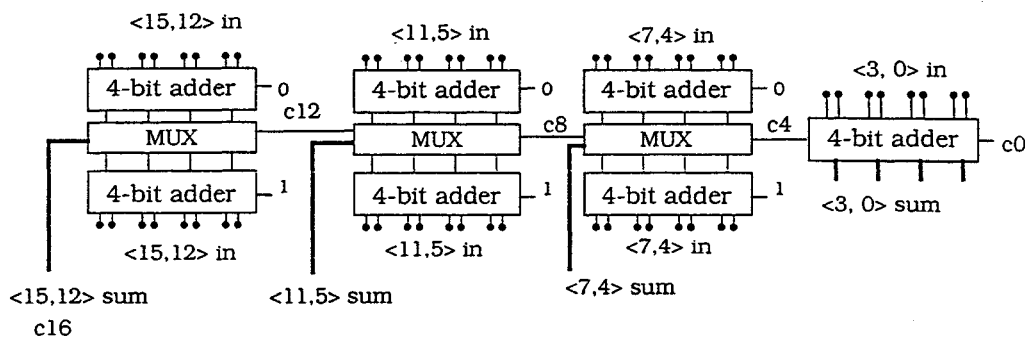 <15,12> in
<11,5> in
<7,4> in
<3, 0> in
4-bit adder
0
4-bit adder
0
4-bit adder
0
c12
MUX
c8
MUX
c4
MUX
4-bit adder
c0
4-bit adder
1
4-bit adder
1
4-bit adder
1
<3, 0> sum
<15,12> in
<11,5> in
<7,4> in
<15,12> sum
<11,5> sum
<7,4> sum
c16